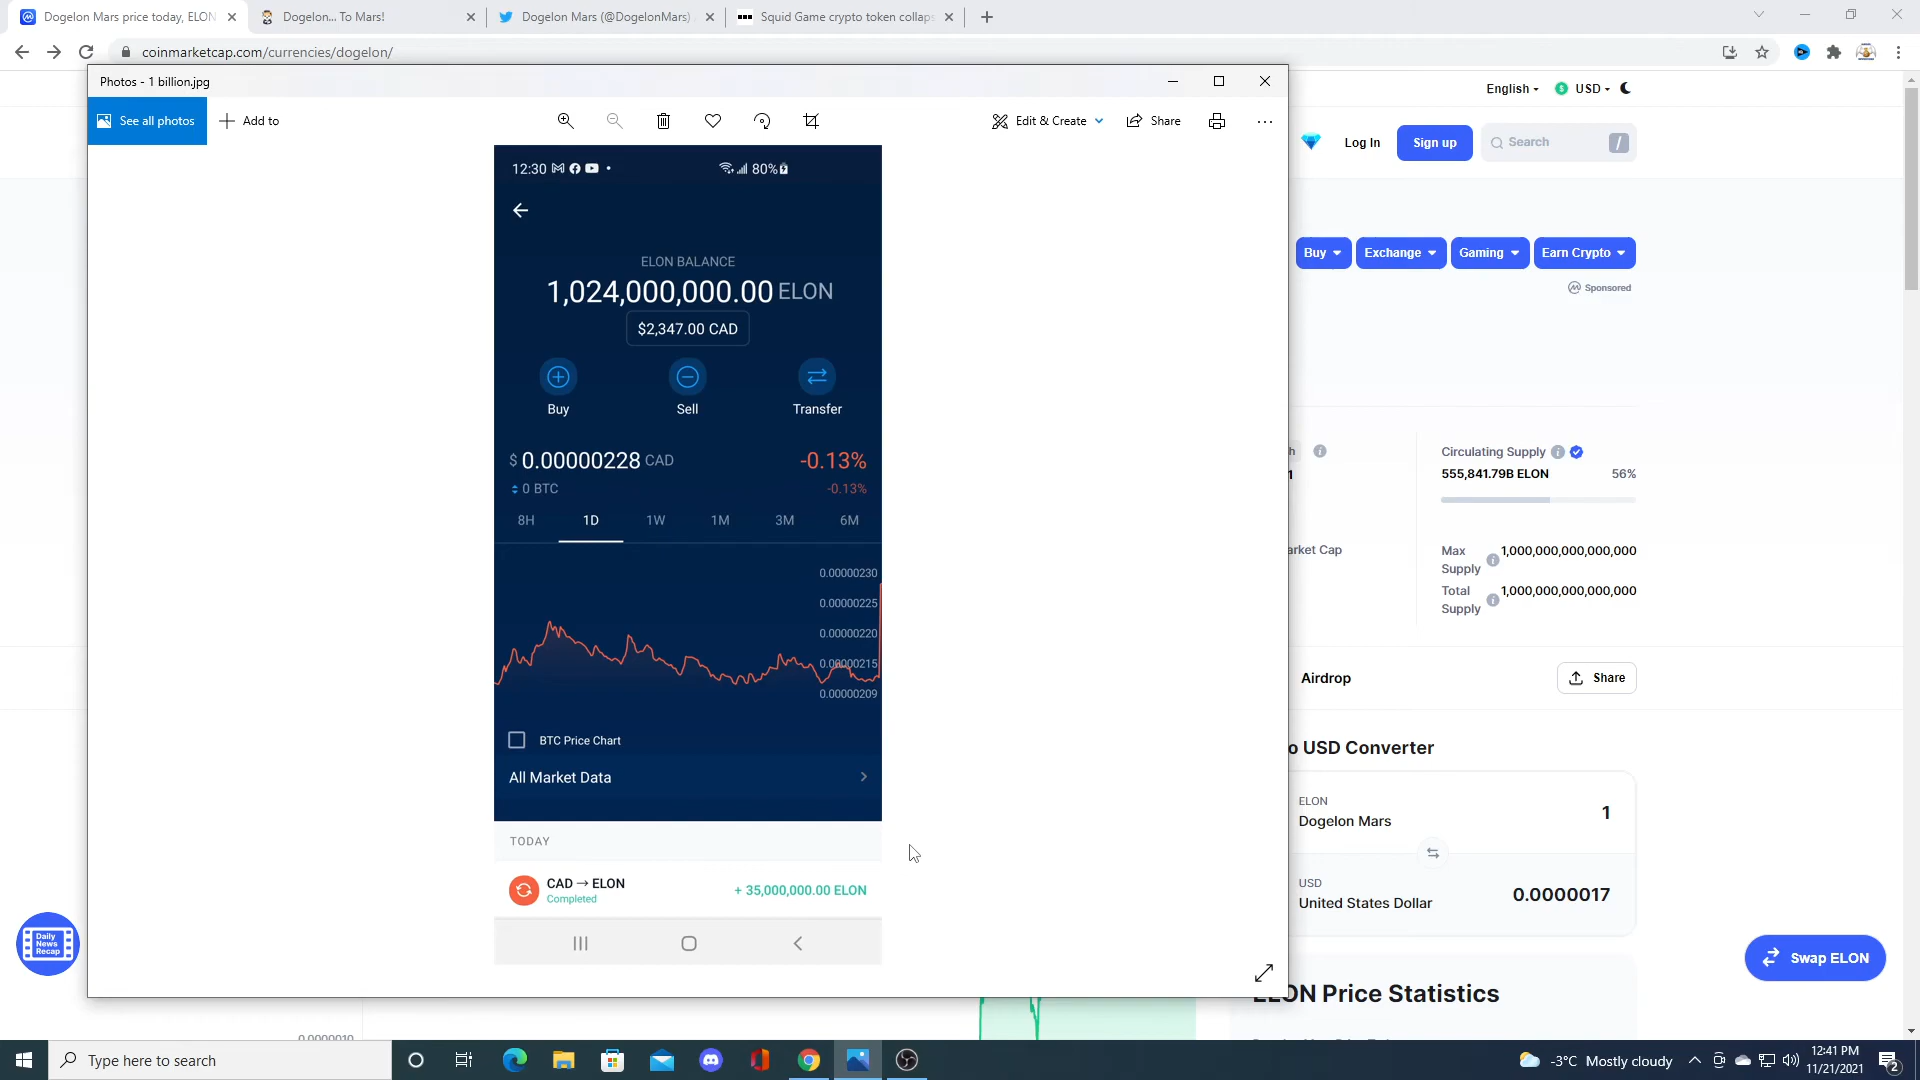 Dogelon Mars price today, ELON
Dogelon... To Mars!
Dogelon Mars (@DogelonMars)
Squid Game crypto token collaps
coinmarketcap.com/currencies/dogelon/
Photos - 1 billion.jpg
See all photos
Add to
Edit & Create
Share
English
USD
Log In
Sign up
Search
/
12:30
80%
ELON BALANCE
1,024,000,000.00 ELON
$2,347.00 CAD
Buy
Sell
Transfer
$ 0.00000228 CAD
-0.13%
0 BTC
-0.13%
8H
1D
1W
1M
3M
6M
0.00000230
0.00000225
0.00000220
0.00000215
0.00000209
BTC Price Chart
All Market Data
TODAY
CAD → ELON
Completed
+ 35,000,000.00 ELON
Buy
Exchange
Gaming
Earn Crypto
Sponsored
h
1
Circulating Supply
555,841.79B ELON
56%
arket Cap
Max Supply
1,000,000,000,000,000
Total Supply
1,000,000,000,000,000
Airdrop
Share
o USD Converter
ELON
Dogelon Mars
1
USD
United States Dollar
0.0000017
Swap ELON
ELON Price Statistics
Daily
News
Recap
0.0000010
Type here to search
-3°C Mostly cloudy
12:41 PM
11/21/2021
2